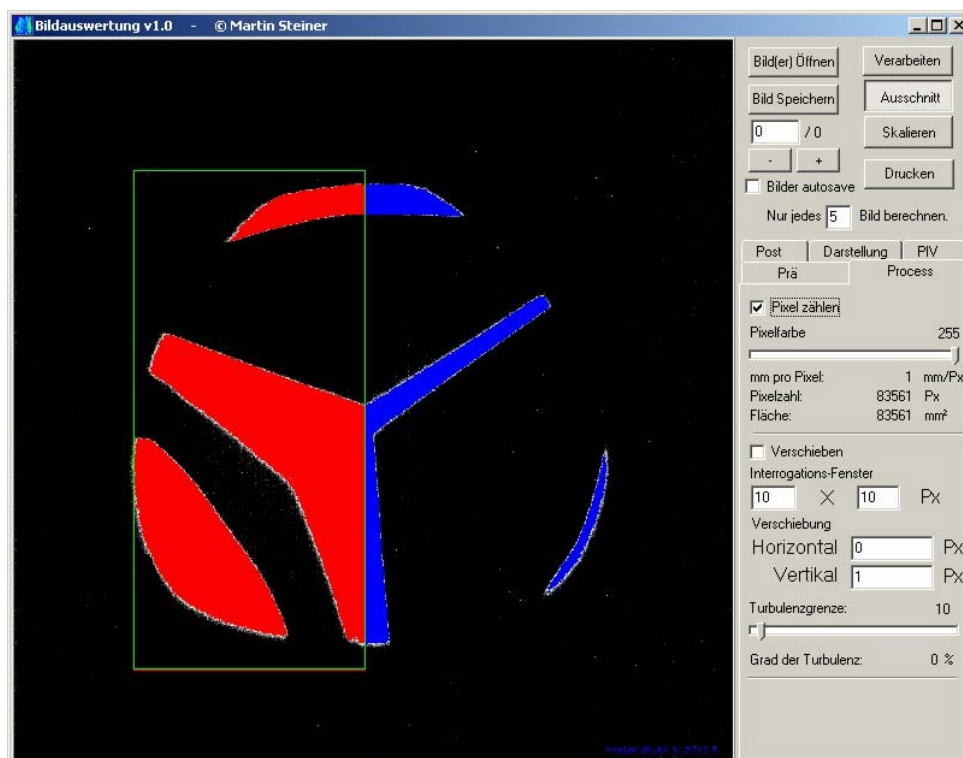 Bildauswertung v1.0 - © Martin Steiner
Bild(er) Öffnen
Verarbeiten
Bild Speichern
Ausschnitt
0 / 0
Skalieren
- +
Drucken
Bilder autosave
Nur jedes 5 Bild berechnen.
Post Darstellung PIV
Prä Process
Pixel zählen
Pixelfarbe 255
mm pro Pixel: 1 mm/Px
Pixelzahl: 83561 Px
Fläche: 83561 mm²
Verschieben
Interrogations-Fenster
10 X 10 Px
Verschiebung
Horizontal 0 Px
Vertikal 1 Px
Turbulenzgrenze: 10
Grad der Turbulenz: 0 %